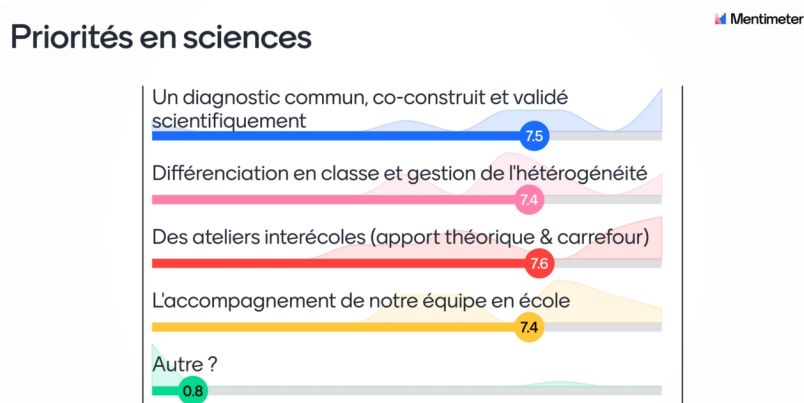 Mentimeter
Priorités en sciences
Un diagnostic commun, co-construit et validé
scientifiquement
7.5
Différenciation en classe et gestion de l'hétérogénéité
7.4
Des ateliers interécoles (apport théorique & carrefour)
7.6
L'accompagnement de notre équipe en école
7.4
Autre ?
0.8